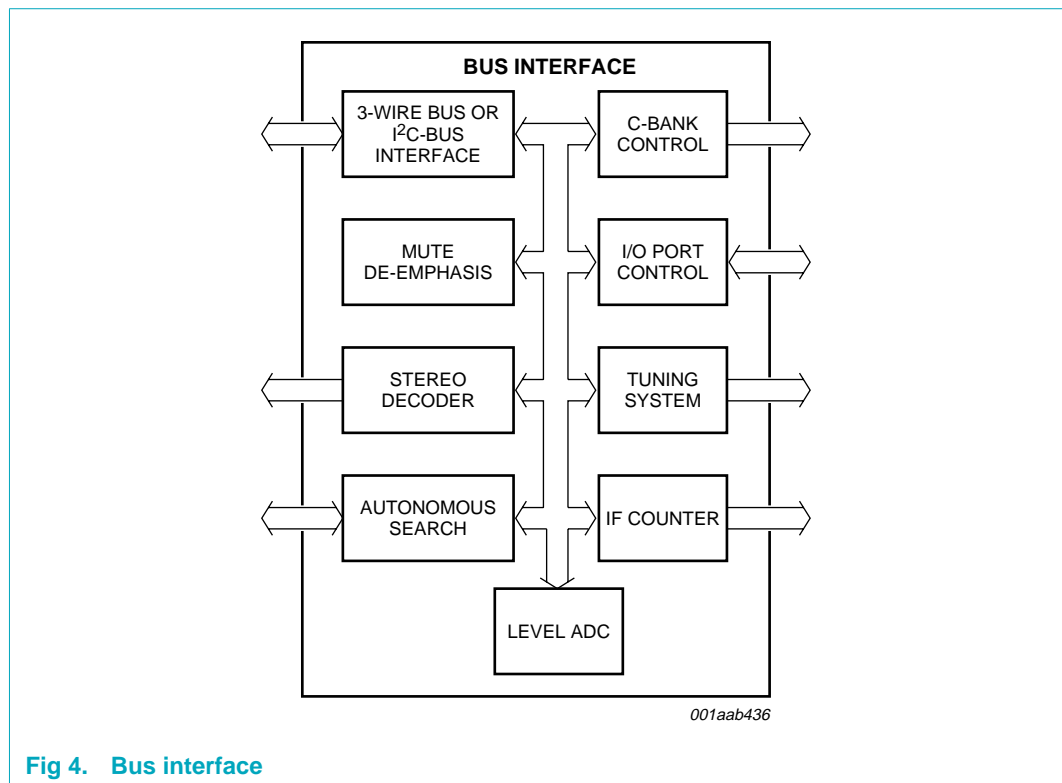 BUS INTERFACE
3-WIRE BUS OR
I²C-BUS
INTERFACE
C-BANK
CONTROL
MUTE
DE-EMPHASIS
I/O PORT
CONTROL
STEREO
DECODER
TUNING
SYSTEM
AUTONOMOUS
SEARCH
IF COUNTER
LEVEL ADC
001aab436
Fig 4. Bus interface